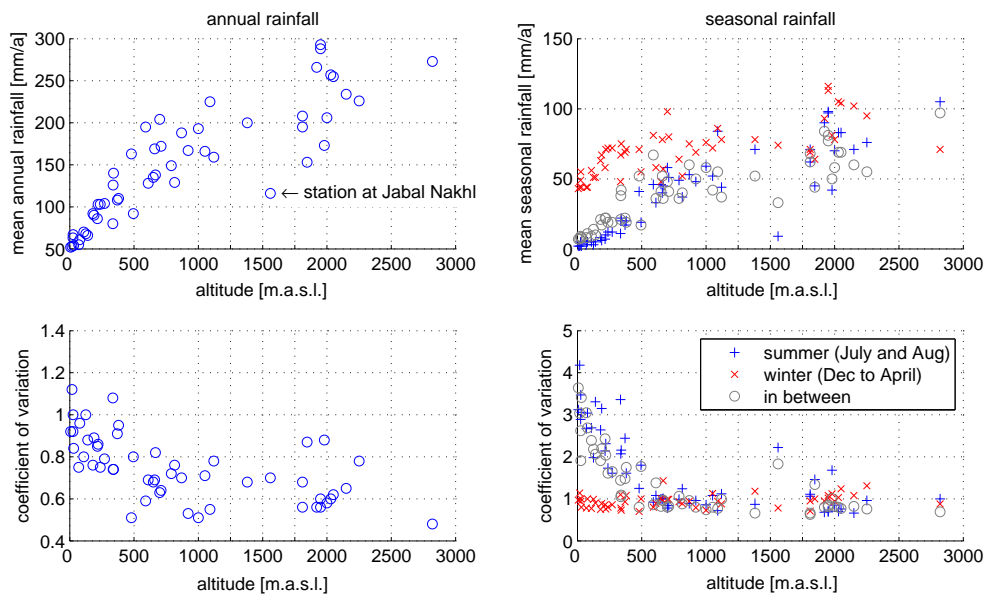 annual rainfall
300
250
200
150
100
50
mean annual rainfall [mm/a]
← station at Jabal Nakhl
0 500 1000 1500 2000 2500 3000
altitude [m.a.s.l.]
seasonal rainfall
150
100
50
0
mean seasonal rainfall [mm/a]
0 500 1000 1500 2000 2500 3000
altitude [m.a.s.l.]
1.4
1.2
1
0.8
0.6
0.4
coefficient of variation
0 500 1000 1500 2000 2500 3000
altitude [m.a.s.l.]
5
4
3
2
1
0
coefficient of variation
summer (July and Aug)
winter (Dec to April)
in between
0 500 1000 1500 2000 2500 3000
altitude [m.a.s.l.]